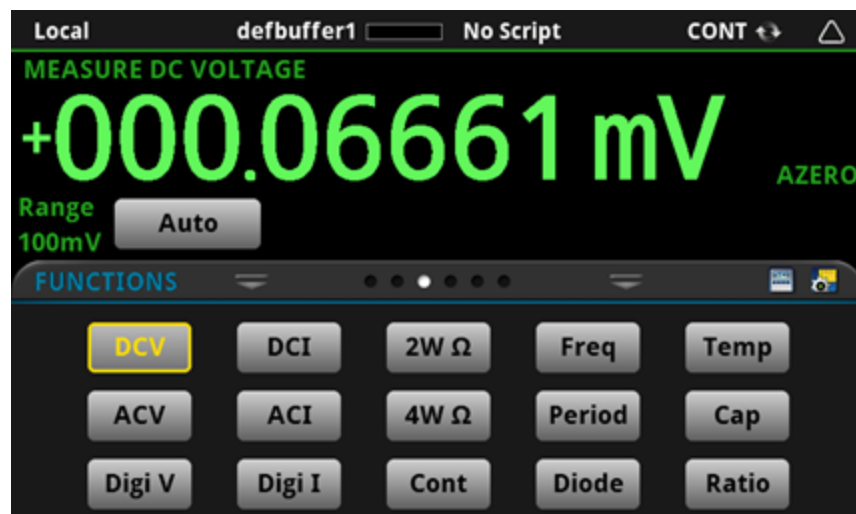 Local defbuffer1 No Script CONT
MEASURE DC VOLTAGE
+000.06661 mV
AZERO
Range
100mV
Auto
FUNCTIONS
DCV DCI 2W Ω Freq Temp
ACV ACI 4W Ω Period Cap
Digi V Digi I Cont Diode Ratio